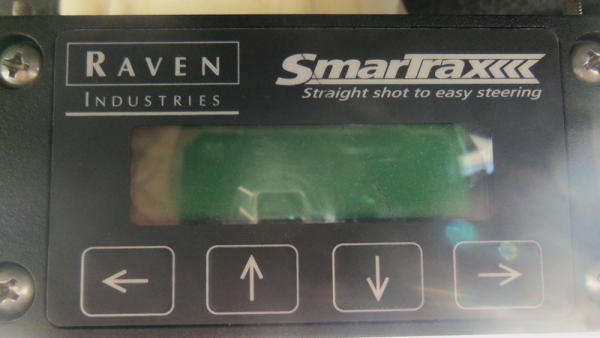 RAVEN
INDUSTRIES
SmarTrax
Straight shot to easy steering